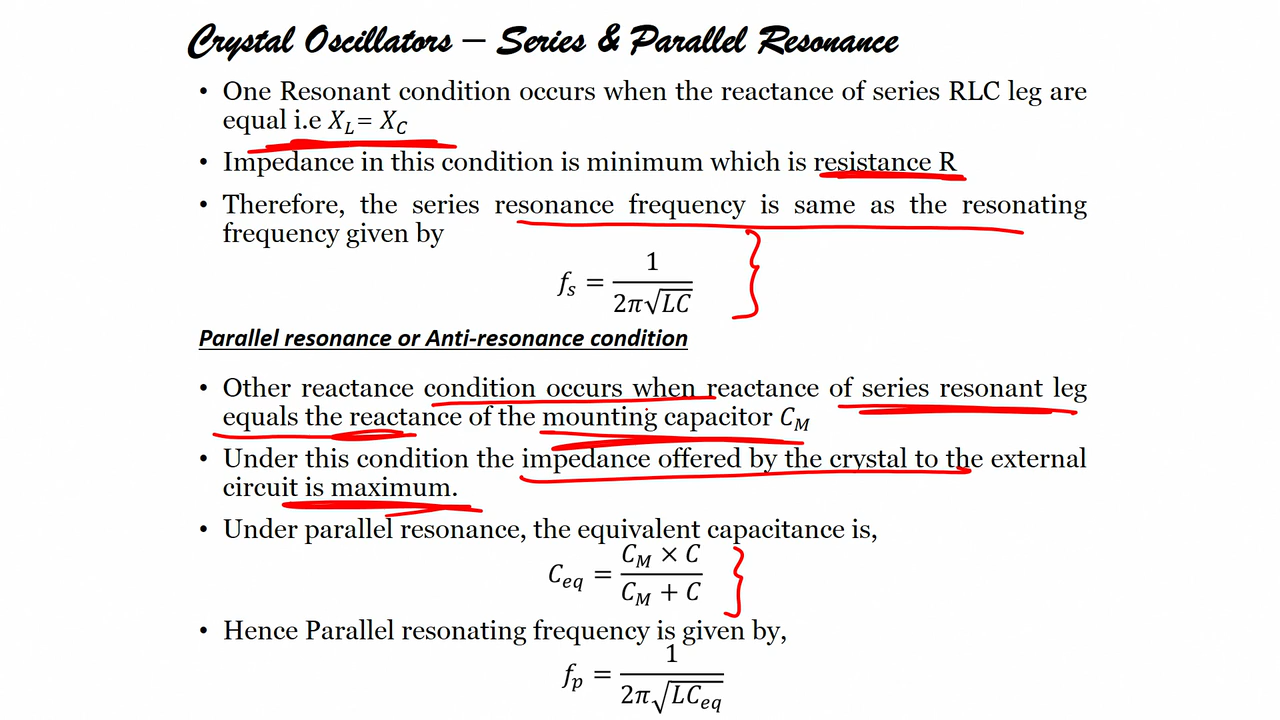 Crystal Oscillators – Series & Parallel Resonance
• One Resonant condition occurs when the reactance of series RLC leg are
equal i.e X_L = X_C
• Impedance in this condition is minimum which is resistance R
• Therefore, the series resonance frequency is same as the resonating
frequency given by
f_s = 1 / (2π√(LC))
Parallel resonance or Anti-resonance condition
• Other reactance condition occurs when reactance of series resonant leg
equals the reactance of the mounting capacitor C_M
• Under this condition the impedance offered by the crystal to the external
circuit is maximum.
• Under parallel resonance, the equivalent capacitance is,
C_eq = (C_M × C) / (C_M + C)
• Hence Parallel resonating frequency is given by,
f_p = 1 / (2π√(LC_eq))